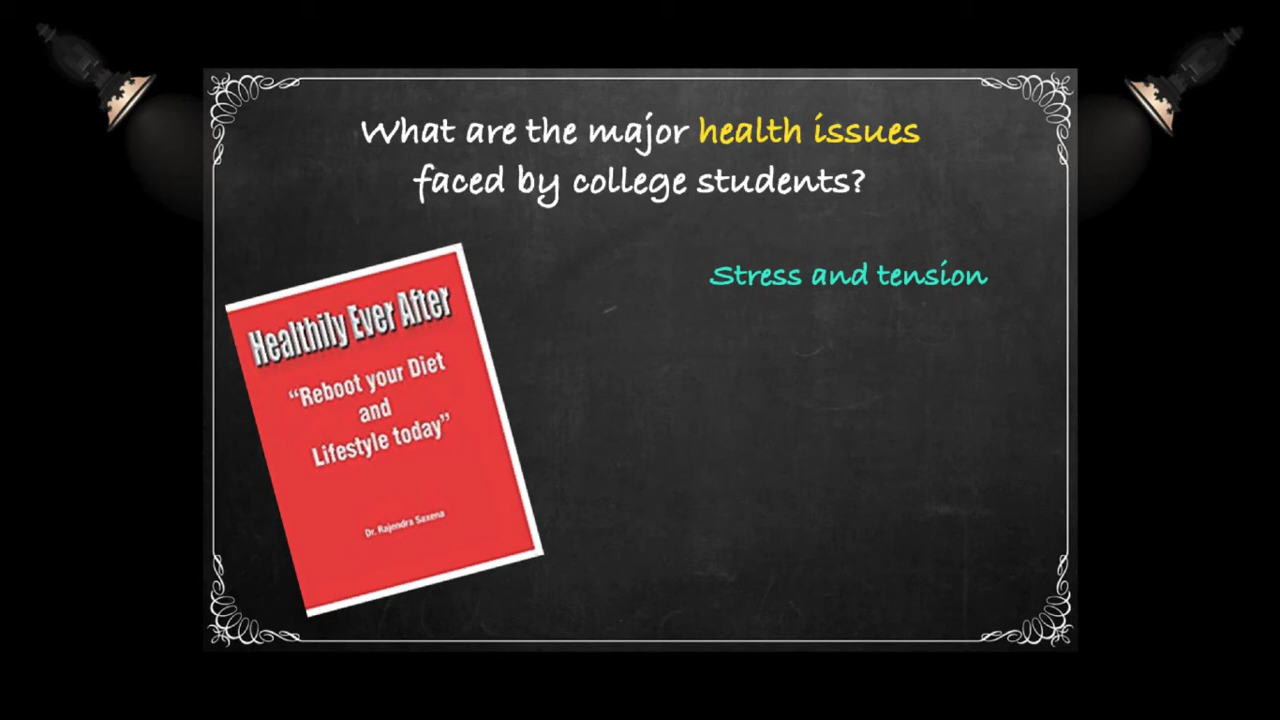 What are the major health issues
faced by college students?
Stress and tension
Healthily Ever After
“Reboot your Diet
and
Lifestyle today”
Dr. Rajendra Saxena